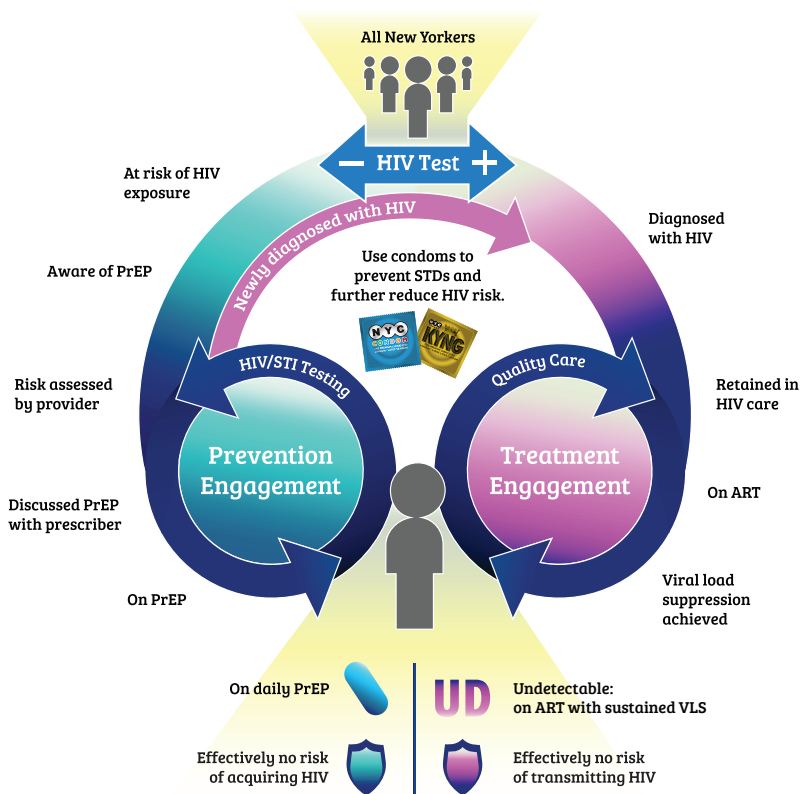 All New Yorkers
HIV Test
At risk of HIV
exposure
Newly diagnosed with HIV
Diagnosed
with HIV
Aware of PrEP
Use condoms to
prevent STDs and
further reduce HIV risk.
NYC
CONDOM
KYNG
HIV/STI Testing
Quality Care
Risk assessed
by provider
Retained in
HIV care
Prevention
Engagement
Treatment
Engagement
Discussed PrEP
with prescriber
On ART
On PrEP
Viral load
suppression
achieved
On daily PrEP
UD
Undetectable:
on ART with sustained VLS
Effectively no risk
of acquiring HIV
Effectively no risk
of transmitting HIV